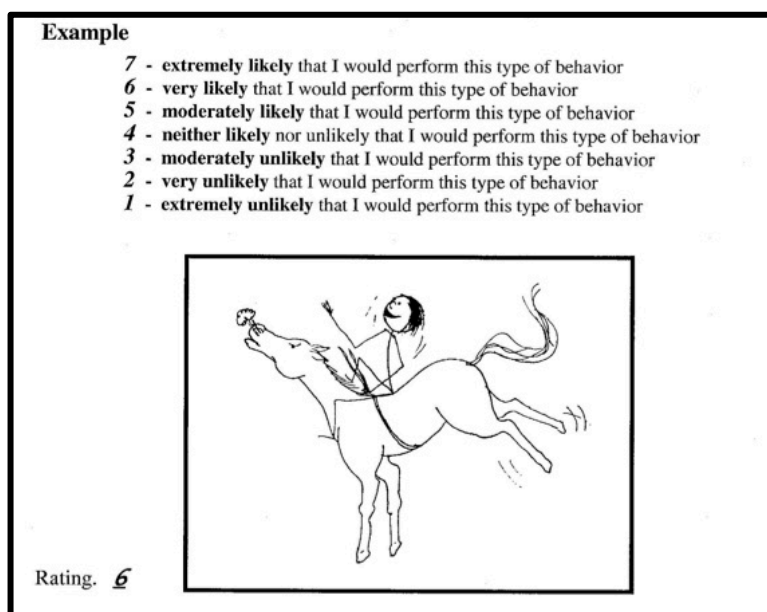 Example
7 - extremely likely that I would perform this type of behavior
6 - very likely that I would perform this type of behavior
5 - moderately likely that I would perform this type of behavior
4 - neither likely nor unlikely that I would perform this type of behavior
3 - moderately unlikely that I would perform this type of behavior
2 - very unlikely that I would perform this type of behavior
1 - extremely unlikely that I would perform this type of behavior
Rating. 6